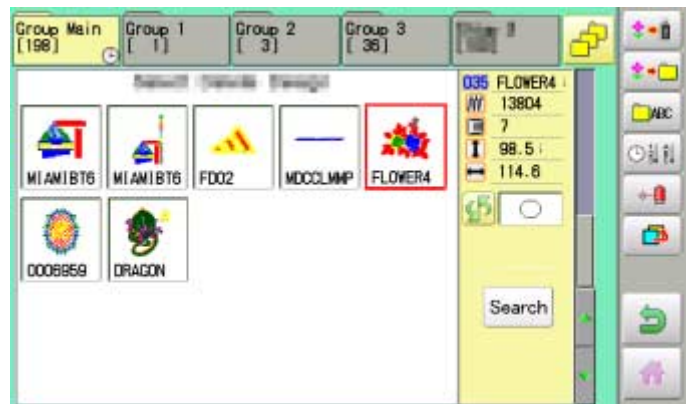 Group Main
[198]
Group 1
[ 1]
Group 2
[ 3]
Group 3
[ 36]
035 FLOWER4
13804
7
98.5
114.6
MIAMIBT6
MIAMIBT6
FD02
MDCCLMMP
FLOWER4
0006959
DRAGON
Search
ABC